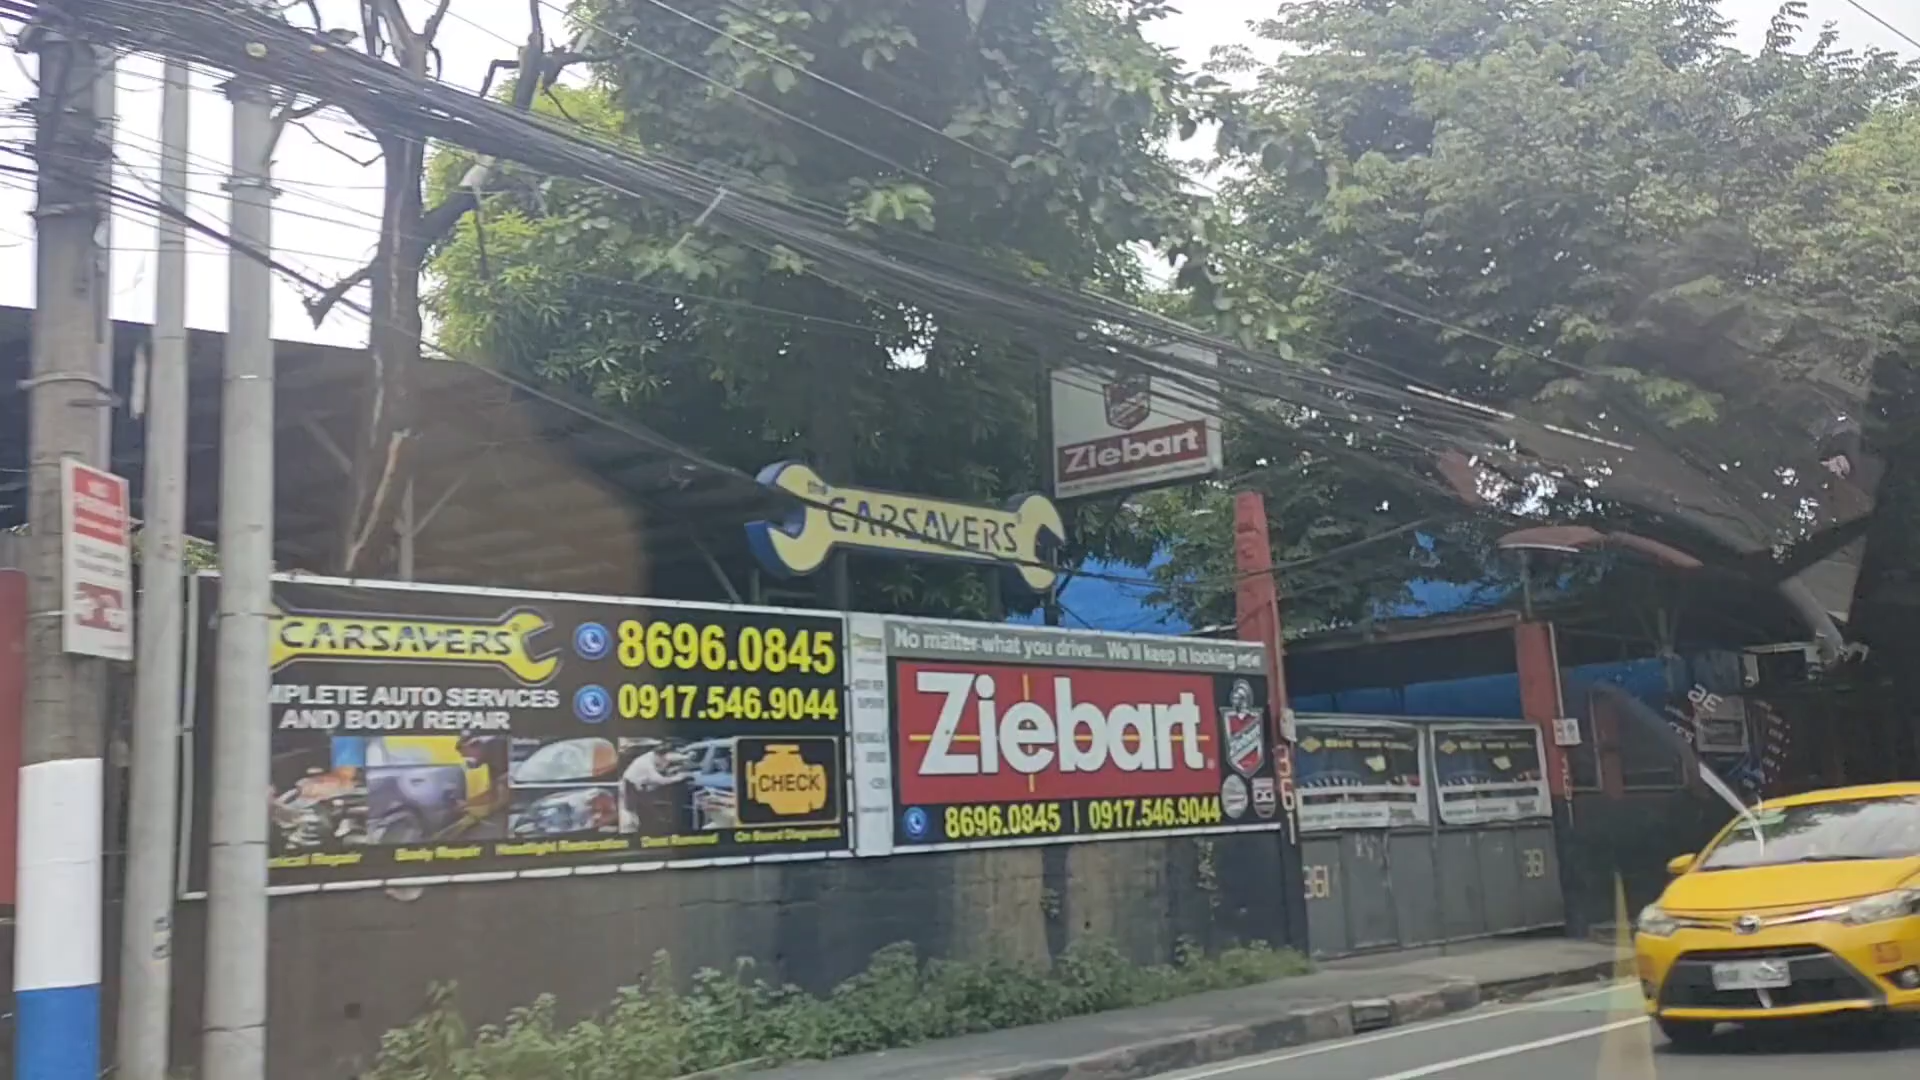 Ziebart
the CARSAVERS
CARSAVERS
8696.0845
0917.546.9044
MPLETE AUTO SERVICES
AND BODY REPAIR
CHECK
Body Repair
Headlight Restoration
Dent Removal
On Board Diagnostics
No matter what you drive... We'll keep it looking new
Ziebart
8696.0845 | 0917.546.9044
361
361
361